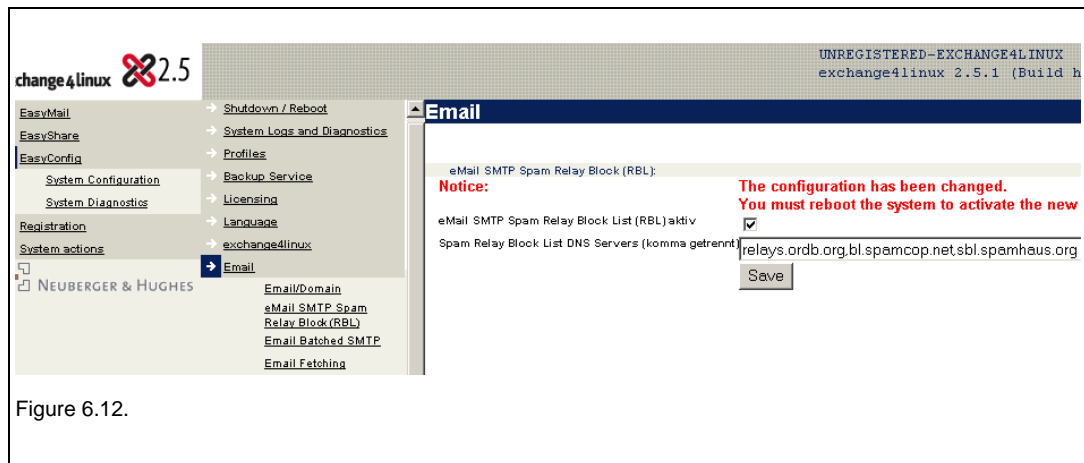 UNREGISTERED-EXCHANGE4LINUX
exchange4linux 2.5.1 (Build h
change4linux 2.5
EasyMail
EasyShare
EasyConfig
System Configuration
System Diagnostics
Registration
System actions
NEUBERGER & HUGHES
Shutdown / Reboot
System Logs and Diagnostics
Profiles
Backup Service
Licensing
Language
exchange4linux
Email
Email/Domain
eMail SMTP Spam
Relay Block (RBL)
Email Batched SMTP
Email Fetching
Email
eMail SMTP Spam Relay Block (RBL):
Notice:
The configuration has been changed.
You must reboot the system to activate the new
eMail SMTP Spam Relay Block List (RBL) aktiv
Spam Relay Block List DNS Servers (komma getrennt)
relays.ordb.org,bl.spamcop.net,sbl.spamhaus.org
Save
Figure 6.12.